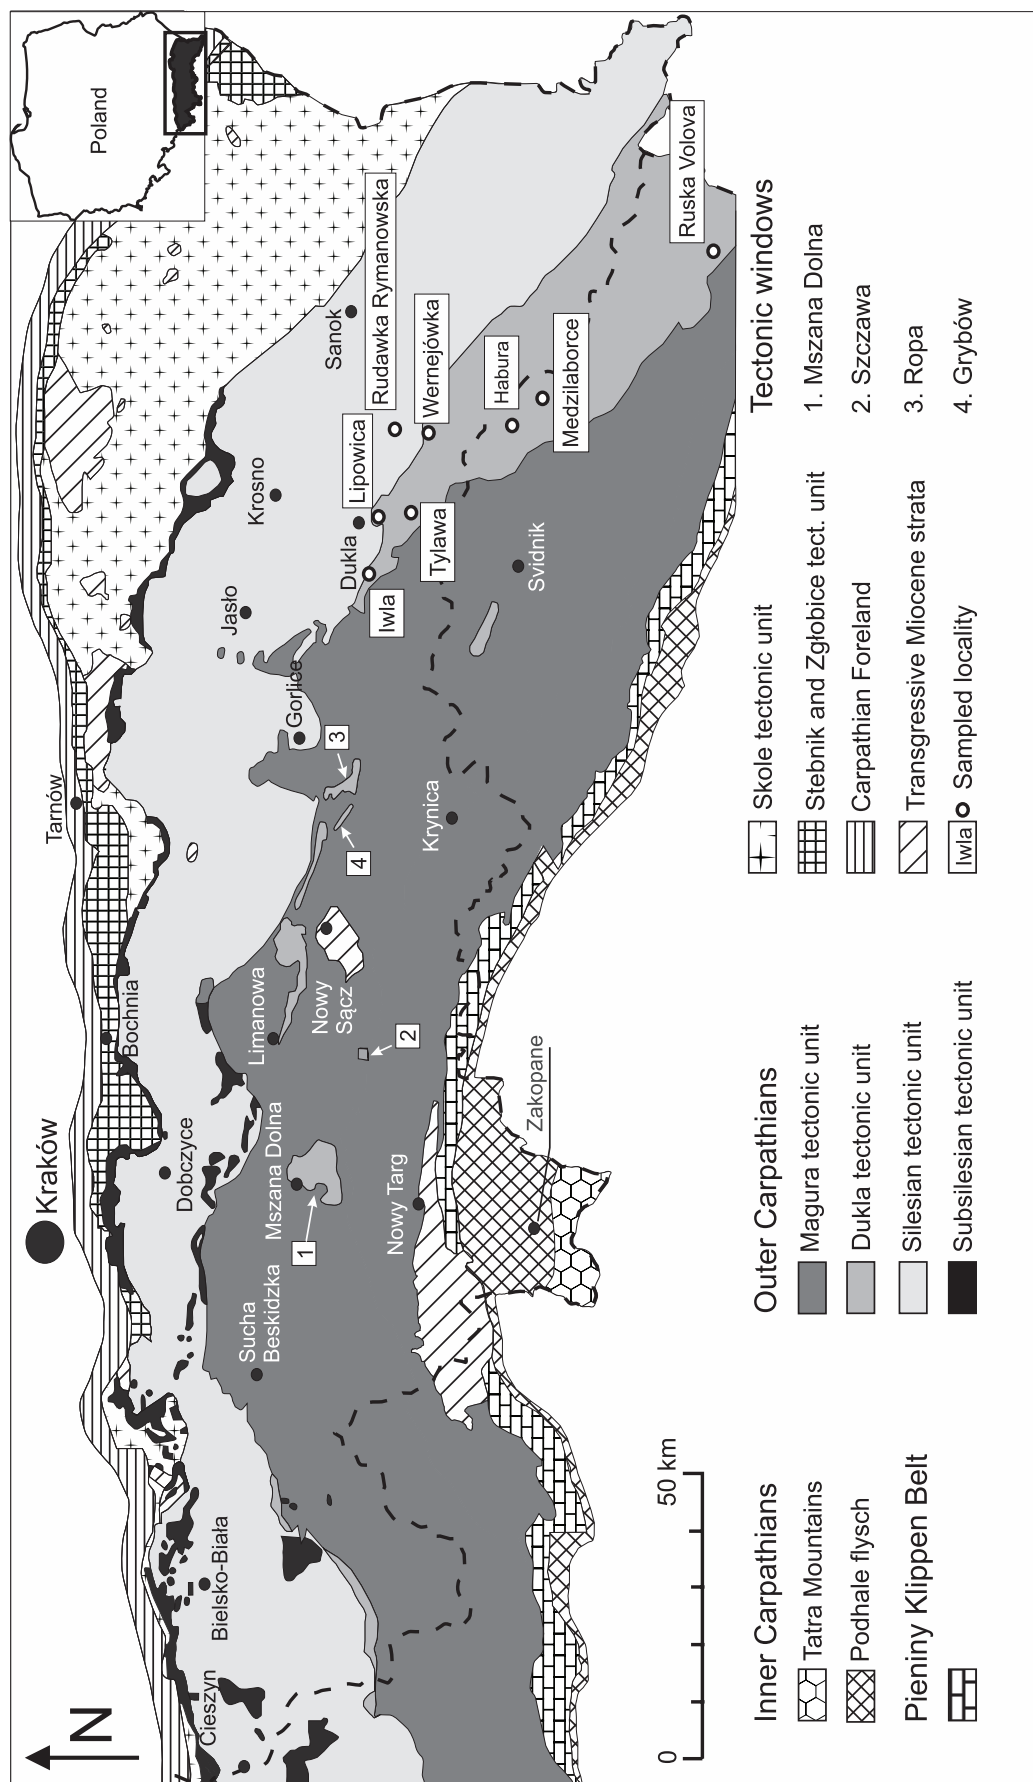 N
Kraków
Tarnów
Poland
Cieszyn
Bielsko-Biała
Dobczyce
Bochnia
Jasło
Krosno
Sanok
Sucha
Beskidzka
Mszana Dolna
Limanowa
Nowy
Sącz
Gorlice
Dukla
Lipowica
Rudawka Rymanowska
Iwla
Tylawa
Wernejówka
Habura
Medzilaborce
Ruska Volova
1
2
4
3
Nowy Targ
Krynica
Svidnik
Zakopane
0
50 km
Inner Carpathians
Tatra Mountains
Podhale flysch
Pieniny Klippen Belt
Outer Carpathians
Magura tectonic unit
Dukla tectonic unit
Silesian tectonic unit
Subsilesian tectonic unit
Skole tectonic unit
Stebnik and Zgłobice tect. unit
Carpathian Foreland
Transgressive Miocene strata
Iwla Sampled locality
Tectonic windows
1. Mszana Dolna
2. Szczawa
3. Ropa
4. Grybów